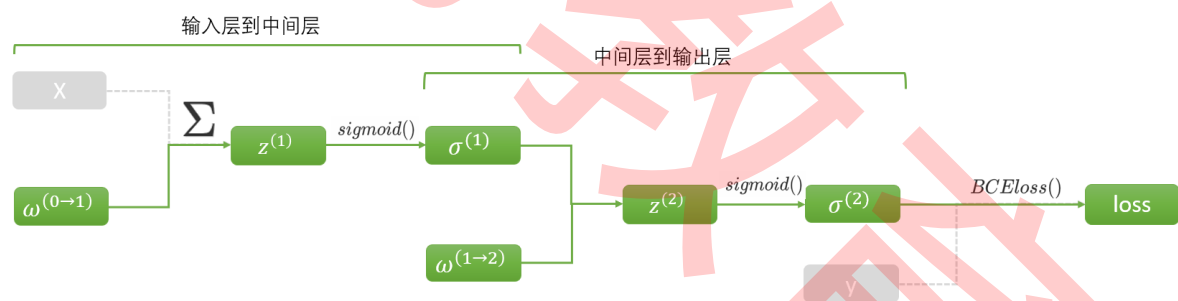 输入层到中间层
中间层到输出层
X
∑
z⁽¹⁾
sigmoid()
σ⁽¹⁾
ω⁽⁰→¹⁾
z⁽²⁾
sigmoid()
σ⁽²⁾
BCEloss()
loss
ω⁽¹→²⁾
y